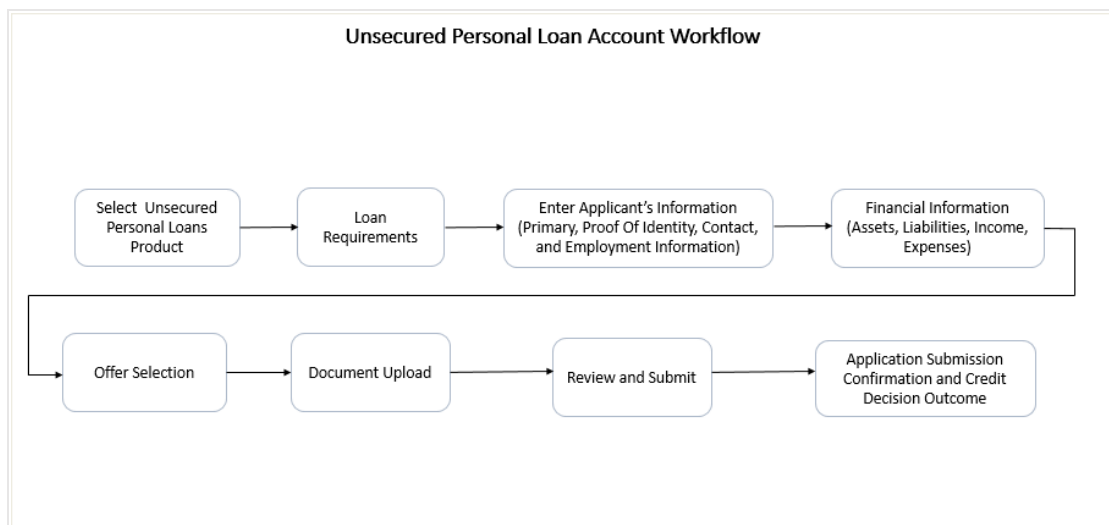 Unsecured Personal Loan Account Workflow
Select Unsecured
Personal Loans
Product
Loan
Requirements
Enter Applicant’s Information
(Primary, Proof Of Identity, Contact,
and Employment Information)
Financial Information
(Assets, Liabilities, Income,
Expenses)
Offer Selection
Document Upload
Review and Submit
Application Submission
Confirmation and Credit
Decision Outcome